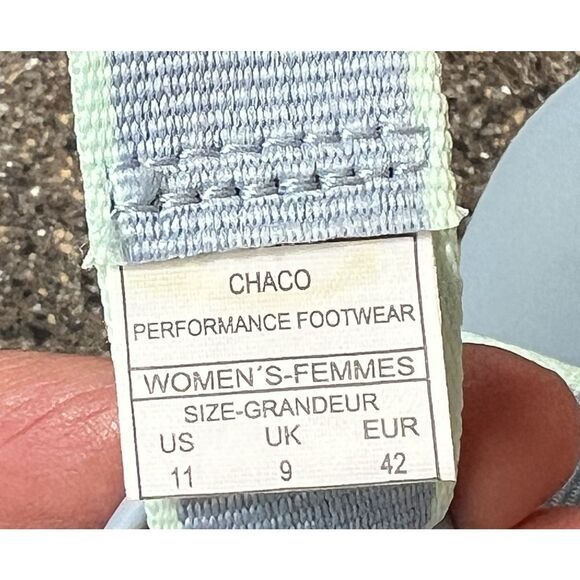 CHACO
PERFORMANCE FOOTWEAR
WOMEN´S-FEMMES
SIZE-GRANDEUR
US UK EUR
11 9 42